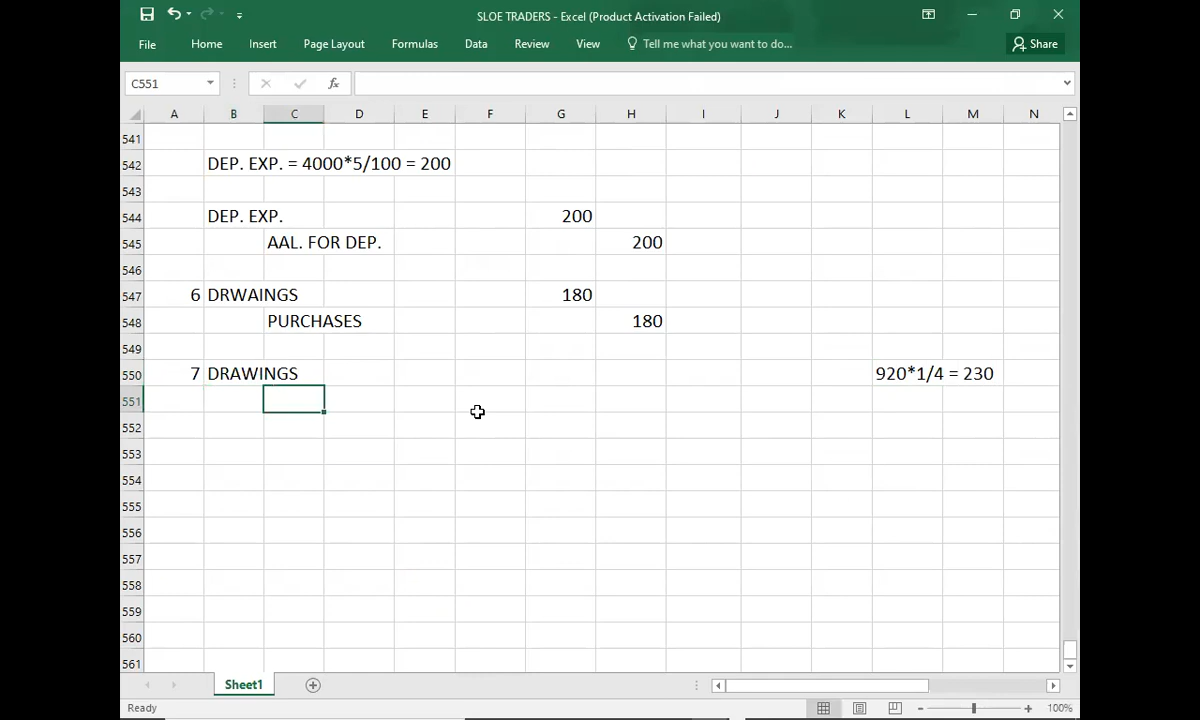 SLOE TRADERS - Excel (Product Activation Failed)
File Home Insert Page Layout Formulas Data Review View Tell me what you want to do... Share
C551 fx
A B C D E F G H I J K L M N
541
542 DEP. EXP. = 4000*5/100 = 200
543
544 DEP. EXP. 200
545 AAL. FOR DEP. 200
546
547 6 DRWAINGS 180
548 PURCHASES 180
549
550 7 DRAWINGS 920*1/4 = 230
551
552
553
554
555
556
557
558
559
560
561
Sheet1
Ready 100%